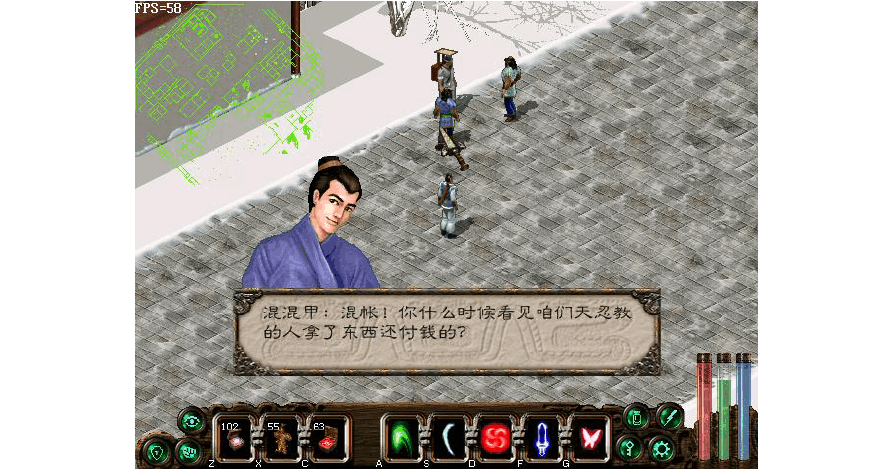 FPS=58
混混甲：混帐！你什么时候看见咱们天忍教
的人拿了东西还付钱的？
102 55 63
Z X C A S D F G